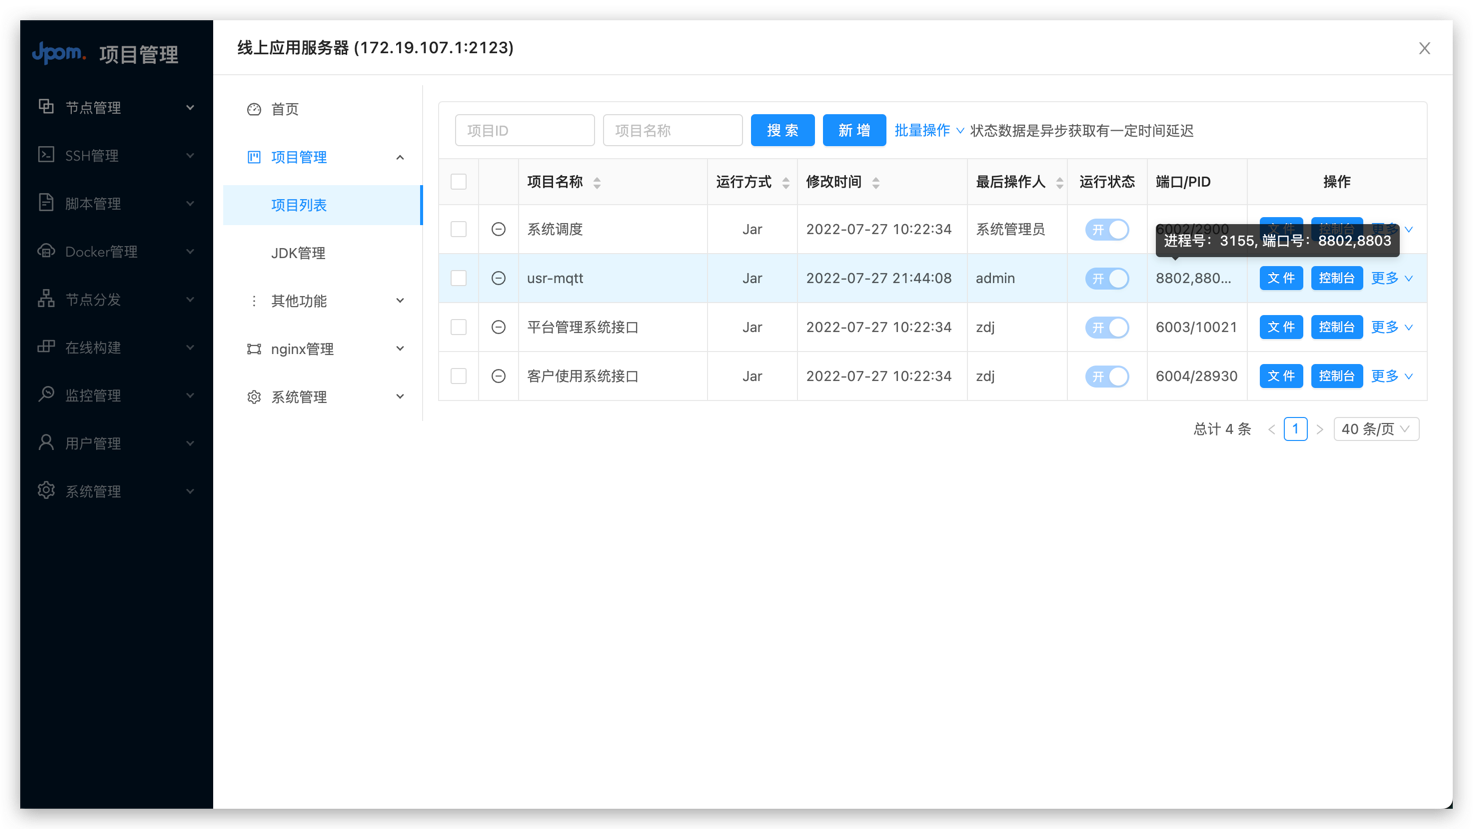 Jpom. 项目管理
节点管理
SSH管理
脚本管理
Docker管理
节点分发
在线构建
监控管理
用户管理
系统管理
线上应用服务器 (172.19.107.1:2123)
首页
项目管理
项目列表
JDK管理
其他功能
nginx管理
系统管理
项目ID 项目名称 搜 索 新 增 批量操作 状态数据是异步获取有一定时间延迟
项目名称 运行方式 修改时间 最后操作人 运行状态 端口/PID 操作
系统调度 Jar 2022-07-27 10:22:34 系统管理员 开 6002/2900 文 件 控制台 更多
进程号：3155, 端口号：8802,8803
usr-mqtt Jar 2022-07-27 21:44:08 admin 开 8802,880... 文 件 控制台 更多
平台管理系统接口 Jar 2022-07-27 10:22:34 zdj 开 6003/10021 文 件 控制台 更多
客户使用系统接口 Jar 2022-07-27 10:22:34 zdj 开 6004/28930 文 件 控制台 更多
总计 4 条 1 40 条/页